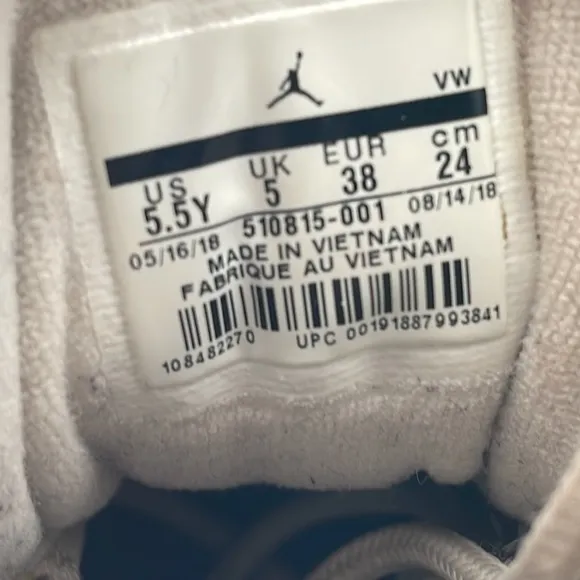 VW
US UK EUR cm
5.5Y 5 38 24
05/16/18 510815-001 08/14/18
MADE IN VIETNAM
FABRIQUE AU VIETNAM
108482270 UPC 00191887993841